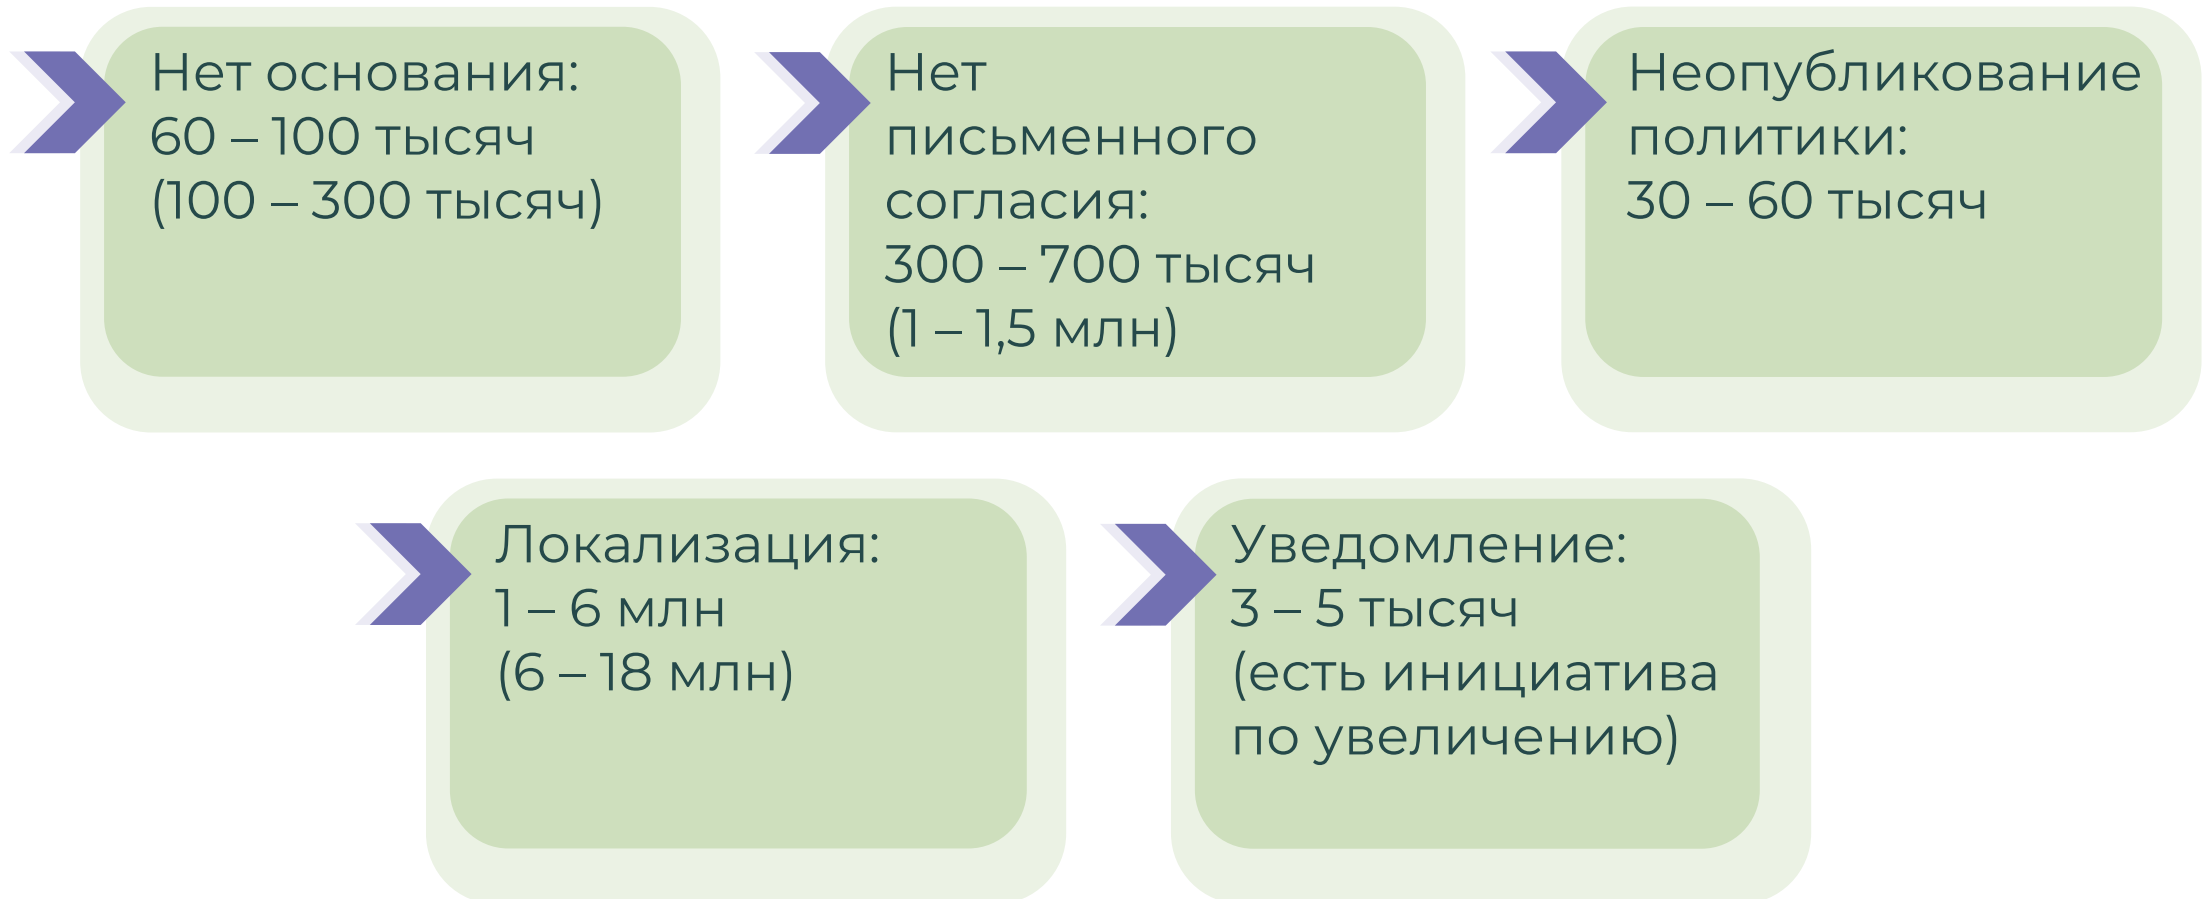 Нет основания:
60 – 100 тысяч
(100 – 300 тысяч)
Нет
письменного
согласия:
300 – 700 тысяч
(1 – 1,5 млн)
Неопубликование
политики:
30 – 60 тысяч
Локализация:
1 – 6 млн
(6 – 18 млн)
Уведомление:
3 – 5 тысяч
(есть инициатива
по увеличению)